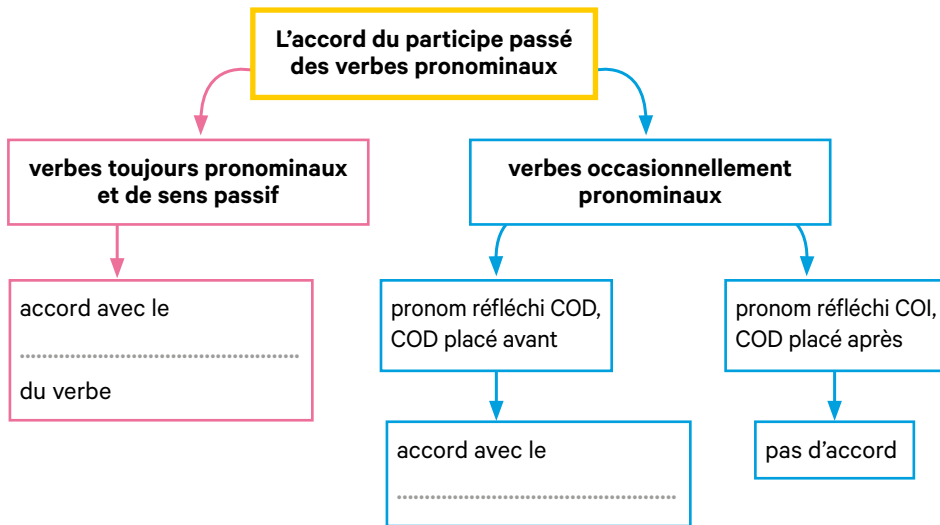 L'accord du participe passé
des verbes pronominaux
verbes toujours pronominaux
et de sens passif
verbes occasionnellement
pronominaux
accord avec le
................................................
du verbe
pronom réfléchi COD,
COD placé avant
pronom réfléchi COI,
COD placé après
accord avec le
................................................
pas d'accord